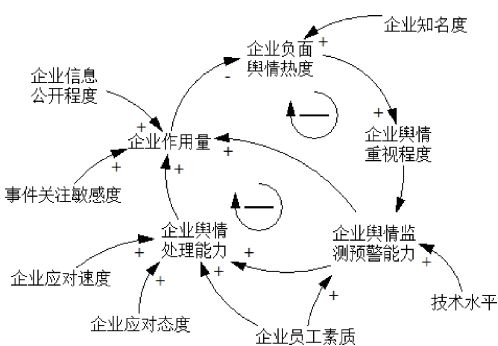 企业知名度
企业负面
舆情热度
+
-
企业信息
公开程度
+
企业舆情
重视程度
+
企业作用量
+
+
+
事件关注敏感度
企业舆情
处理能力
+
+
+
+
企业舆情监
测预警能力
+
+
企业应对速度
技术水平
企业应对态度
企业员工素质